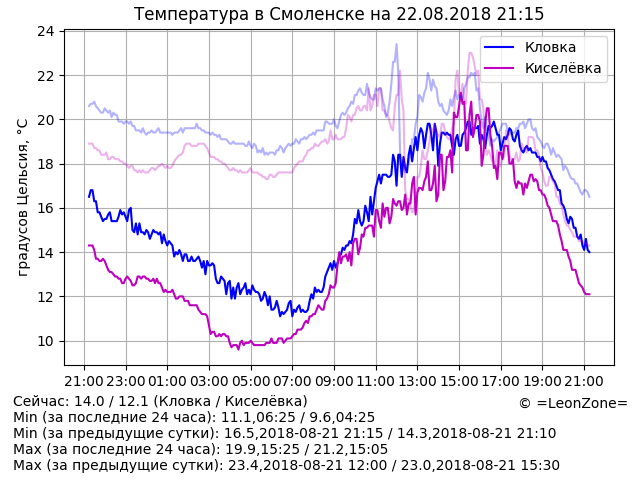 Температура в Смоленске на 22.08.2018 21:15
24
22
20
18
16
14
12
10
градусов Цельсия, °C
Кловка
Киселёвка
21:00 23:00 01:00 03:00 05:00 07:00 09:00 11:00 13:00 15:00 17:00 19:00 21:00
Сейчас: 14.0 / 12.1 (Кловка / Киселёвка)
© =LeonZone=
Min (за последние 24 часа): 11.1,06:25 / 9.6,04:25
Min (за предыдущие сутки): 16.5,2018-08-21 21:15 / 14.3,2018-08-21 21:10
Max (за последние 24 часа): 19.9,15:25 / 21.2,15:05
Max (за предыдущие сутки): 23.4,2018-08-21 12:00 / 23.0,2018-08-21 15:30